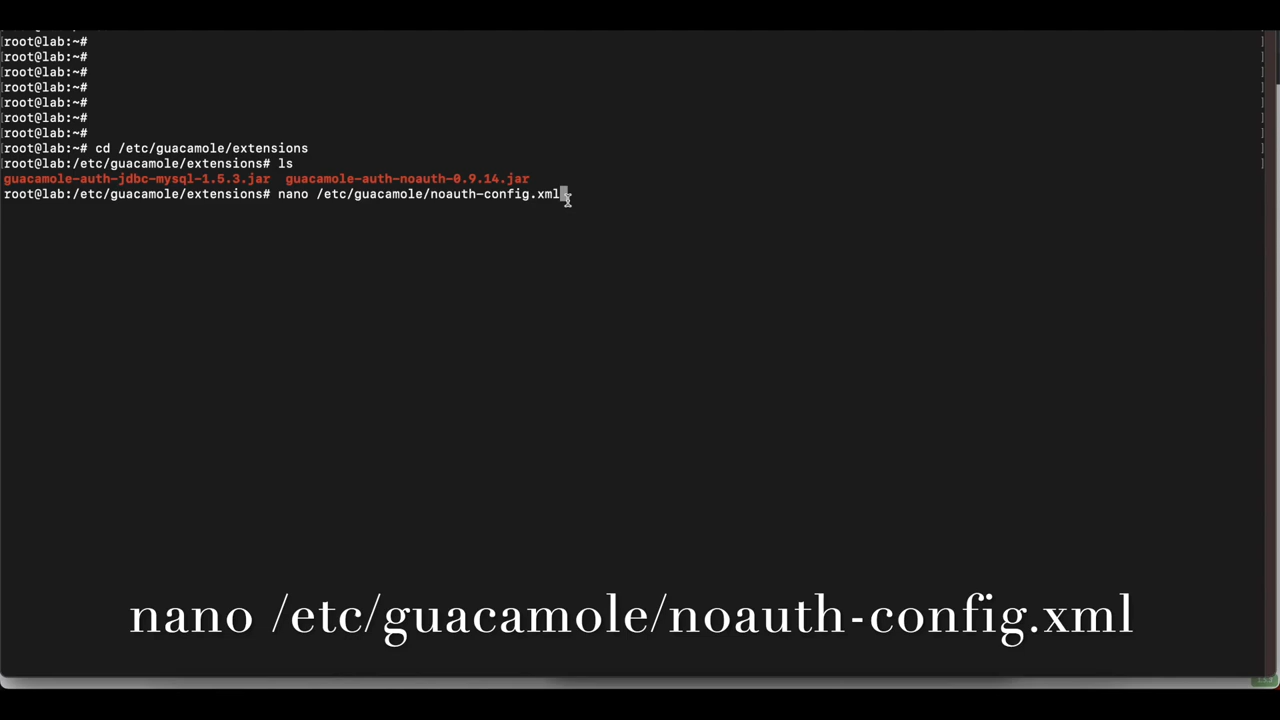 root@lab:~#
root@lab:~#
root@lab:~#
root@lab:~#
root@lab:~#
root@lab:~#
root@lab:~#
root@lab:~# cd /etc/guacamole/extensions
root@lab:/etc/guacamole/extensions# ls
guacamole-auth-jdbc-mysql-1.5.3.jar  guacamole-auth-noauth-0.9.14.jar
root@lab:/etc/guacamole/extensions# nano /etc/guacamole/noauth-config.xml
nano /etc/guacamole/noauth-config.xml